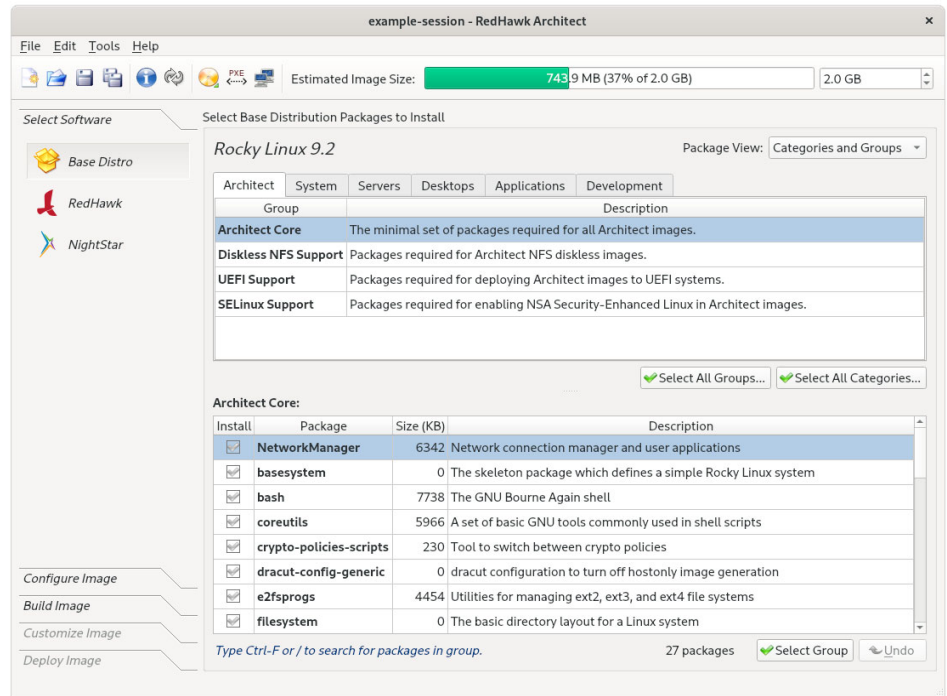 example-session - RedHawk Architect
File Edit Tools Help
PXE Estimated Image Size: 743.9 MB (37% of 2.0 GB) 2.0 GB
Select Software
Select Base Distribution Packages to Install
Base Distro
RedHawk
NightStar
Rocky Linux 9.2
Package View: Categories and Groups
Architect System Servers Desktops Applications Development
Group Description
Architect Core The minimal set of packages required for all Architect images.
Diskless NFS Support Packages required for Architect NFS diskless images.
UEFI Support Packages required for deploying Architect images to UEFI systems.
SELinux Support Packages required for enabling NSA Security-Enhanced Linux in Architect images.
Select All Groups... Select All Categories...
Architect Core:
Install Package Size (KB) Description
NetworkManager 6342 Network connection manager and user applications
basesystem 0 The skeleton package which defines a simple Rocky Linux system
bash 7738 The GNU Bourne Again shell
coreutils 5966 A set of basic GNU tools commonly used in shell scripts
crypto-policies-scripts 230 Tool to switch between crypto policies
dracut-config-generic 0 dracut configuration to turn off hostonly image generation
e2fsprogs 4454 Utilities for managing ext2, ext3, and ext4 file systems
filesystem 0 The basic directory layout for a Linux system
Type Ctrl-F or / to search for packages in group. 27 packages Select Group Undo
Configure Image
Build Image
Customize Image
Deploy Image